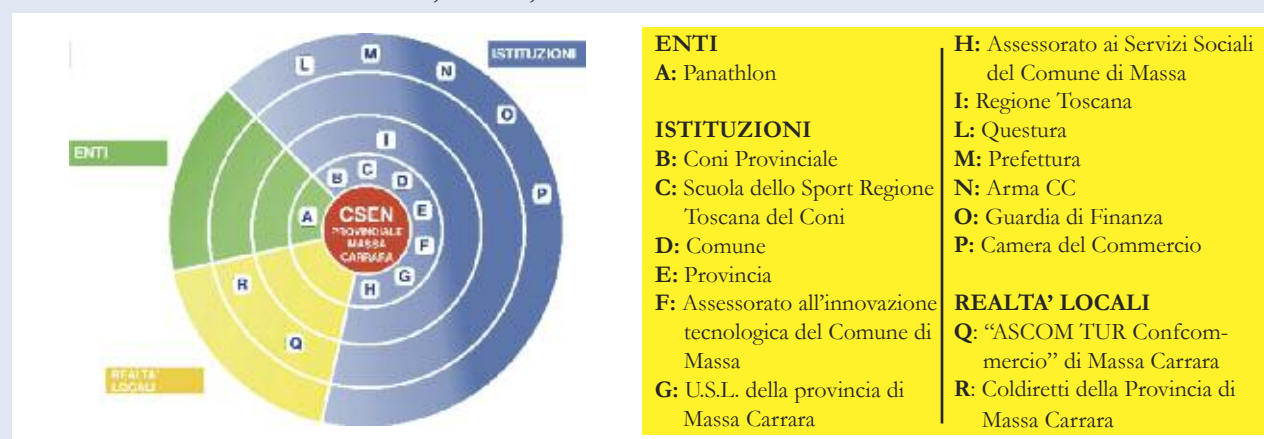 ISTITUZIONI
L
M
N
O
P
ENTI
I
B
C
D
E
F
G
H
A
CSEN
PROVINCIALE
MASSA
CARRARA
R
Q
REALTA'
LOCALI
ENTI
A: Panathlon
ISTITUZIONI
B: Coni Provinciale
C: Scuola dello Sport Regione
Toscana del Coni
D: Comune
E: Provincia
F: Assessorato all'innovazione
tecnologica del Comune di
Massa
G: U.S.L. della provincia di
Massa Carrara
H: Assessorato ai Servizi Sociali
del Comune di Massa
I: Regione Toscana
L: Questura
M: Prefettura
N: Arma CC
O: Guardia di Finanza
P: Camera del Commercio
REALTA' LOCALI
Q: “ASCOM TUR Confcom-
mercio” di Massa Carrara
R: Coldiretti della Provincia di
Massa Carrara